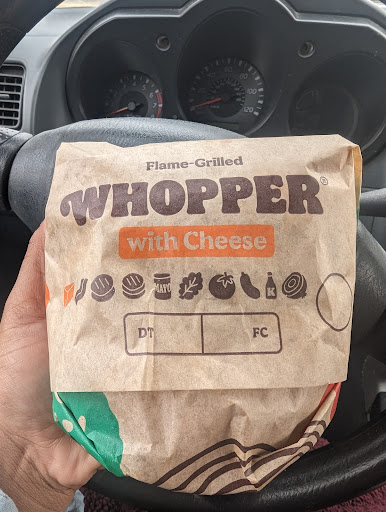 Flame-Grilled
WHOPPER®
with Cheese
MAYO
K
DT
FC